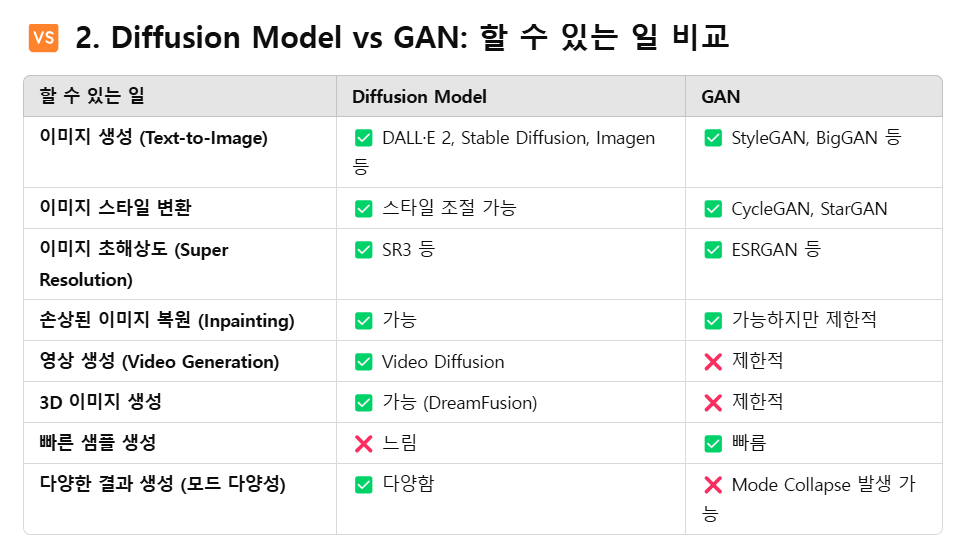 VS 2. Diffusion Model vs GAN: 할 수 있는 일 비교
할 수 있는 일 Diffusion Model GAN
이미지 생성 (Text-to-Image) ✅ DALL·E 2, Stable Diffusion, Imagen 등 ✅ StyleGAN, BigGAN 등
이미지 스타일 변환 ✅ 스타일 조절 가능 ✅ CycleGAN, StarGAN
이미지 초해상도 (Super Resolution) ✅ SR3 등 ✅ ESRGAN 등
손상된 이미지 복원 (Inpainting) ✅ 가능 ✅ 가능하지만 제한적
영상 생성 (Video Generation) ✅ Video Diffusion ❌ 제한적
3D 이미지 생성 ✅ 가능 (DreamFusion) ❌ 제한적
빠른 샘플 생성 ❌ 느림 ✅ 빠름
다양한 결과 생성 (모드 다양성) ✅ 다양함 ❌ Mode Collapse 발생 가능